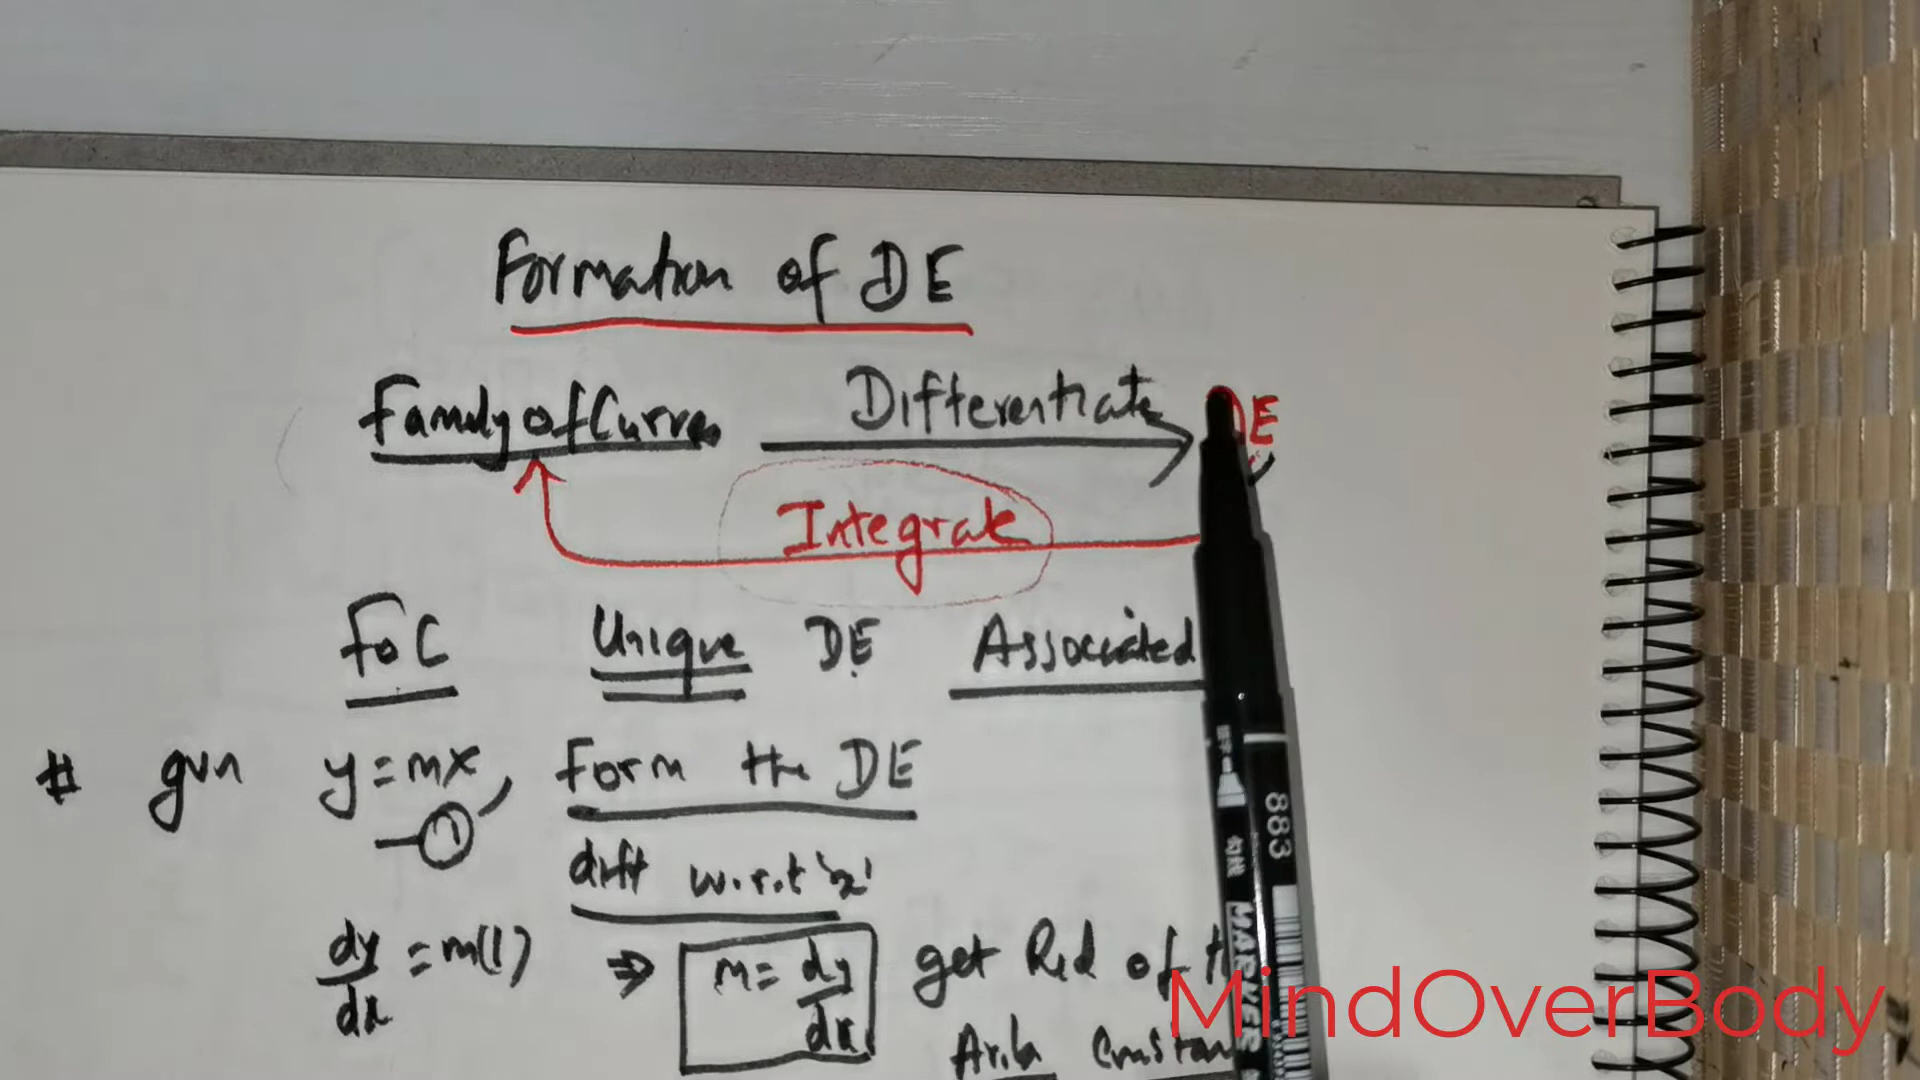 Formation of DE
Family of Curves Differentiate DE
Integrate
FoC Unique DE Associated
# gvn y=mx, Form the DE
—①
diff w.r.t 'x'
dy/dx = m(1) ⇒ m = dy/dx get Rid of
Arb Constan
883
MARKER
MindOverBody